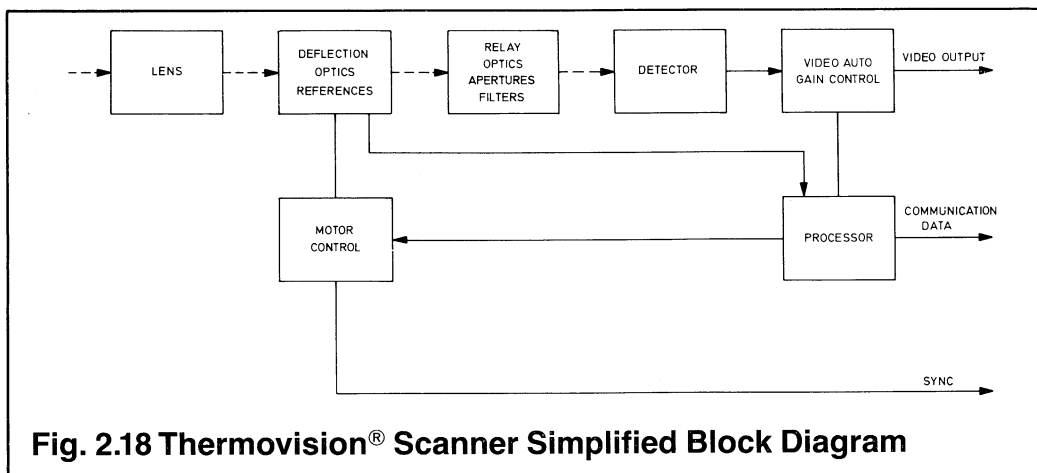 LENS
DEFLECTION
OPTICS
REFERENCES
RELAY
OPTICS
APERTURES
FILTERS
DETECTOR
VIDEO AUTO
GAIN CONTROL
VIDEO OUTPUT
MOTOR
CONTROL
PROCESSOR
COMMUNICATION
DATA
SYNC
Fig. 2.18 Thermovision® Scanner Simplified Block Diagram